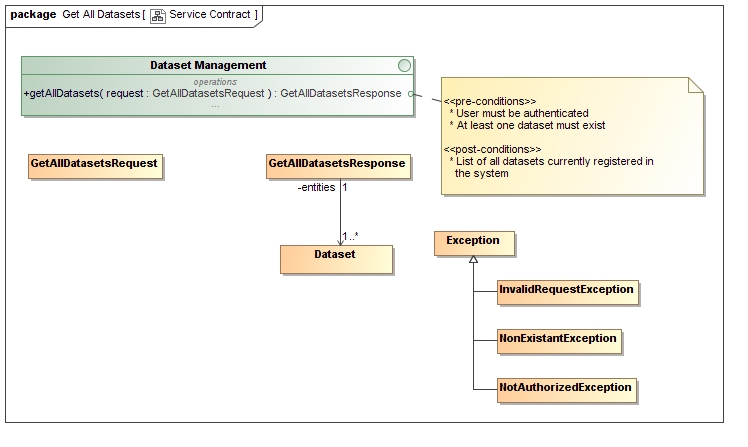 package Get All Datasets [ Service Contract ]
Dataset Management
operations
+getAllDatasets( request : GetAllDatasetsRequest ) : GetAllDatasetsResponse
...
<<pre-conditions>>
* User must be authenticated
* At least one dataset must exist
<<post-conditions>>
* List of all datasets currently registered in
the system
GetAllDatasetsRequest
GetAllDatasetsResponse
-entities 1
1..*
Dataset
Exception
InvalidRequestException
NonExistantException
NotAuthorizedException